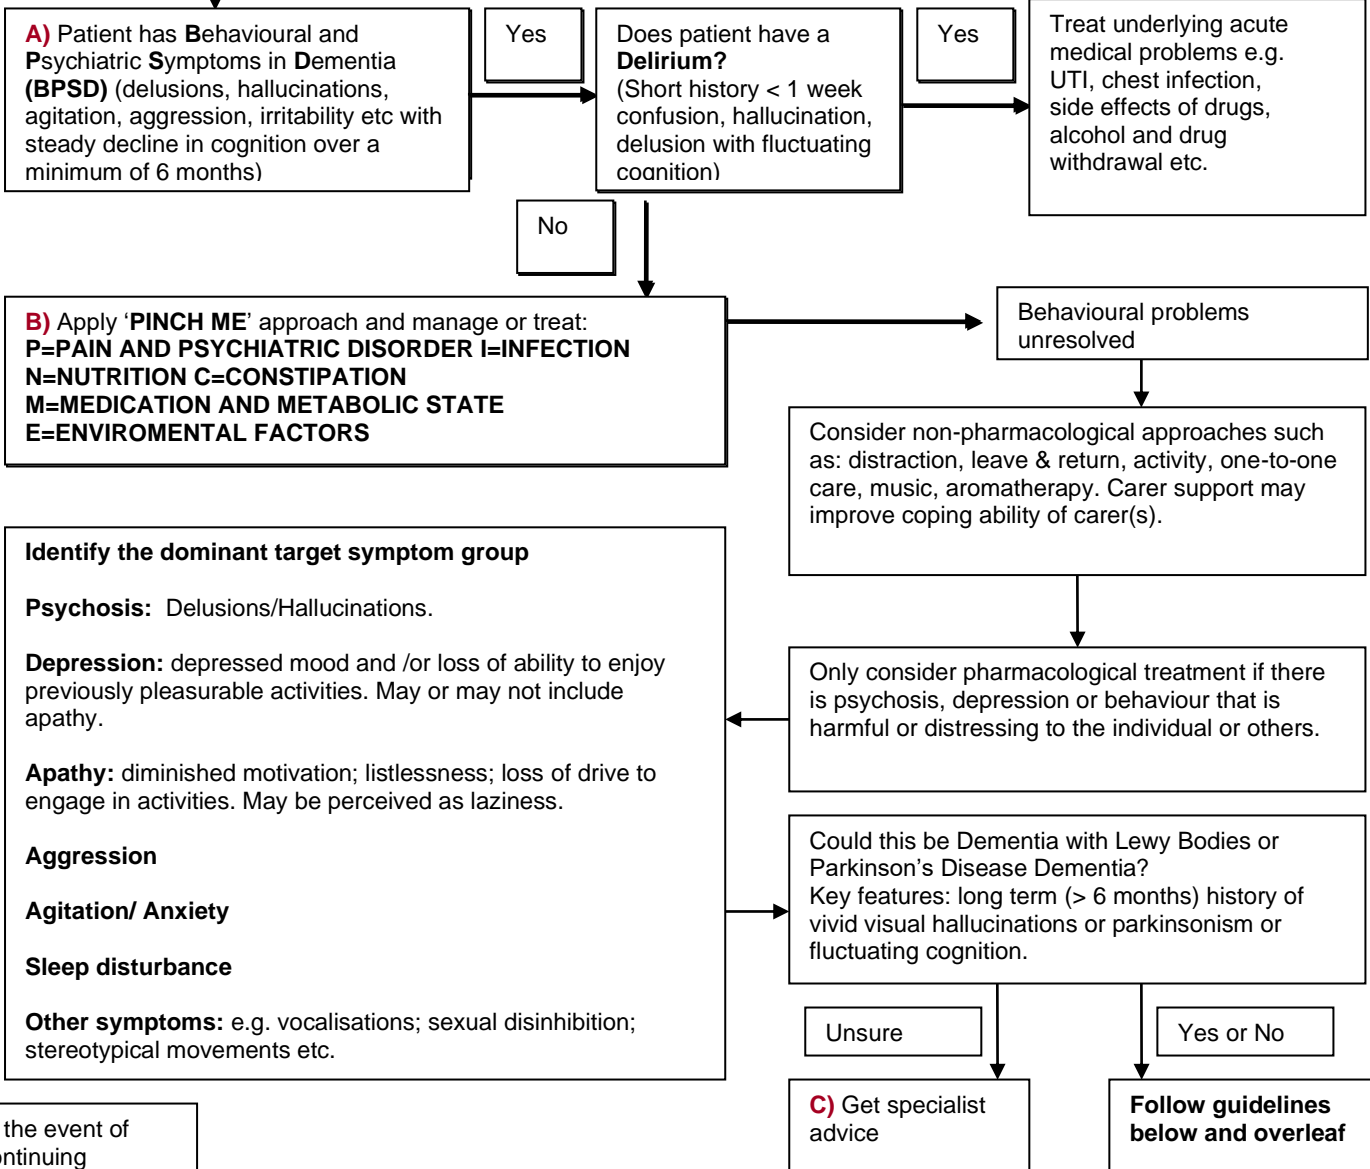 A) Patient has Behavioural and
Psychiatric Symptoms in Dementia
(BPSD) (delusions, hallucinations,
agitation, aggression, irritability etc with
steady decline in cognition over a
minimum of 6 months)
Yes
Does patient have a
Delirium?
(Short history < 1 week
confusion, hallucination,
delusion with fluctuating
cognition)
Yes
Treat underlying acute
medical problems e.g.
UTI, chest infection,
side effects of drugs,
alcohol and drug
withdrawal etc.
No
B) Apply ‘PINCH ME’ approach and manage or treat:
P=PAIN AND PSYCHIATRIC DISORDER I=INFECTION
N=NUTRITION C=CONSTIPATION
M=MEDICATION AND METABOLIC STATE
E=ENVIROMENTAL FACTORS
Behavioural problems
unresolved
Consider non-pharmacological approaches such
as: distraction, leave & return, activity, one-to-one
care, music, aromatherapy. Carer support may
improve coping ability of carer(s).
Only consider pharmacological treatment if there
is psychosis, depression or behaviour that is
harmful or distressing to the individual or others.
Identify the dominant target symptom group
Psychosis: Delusions/Hallucinations.
Depression: depressed mood and /or loss of ability to enjoy
previously pleasurable activities. May or may not include
apathy.
Apathy: diminished motivation; listlessness; loss of drive to
engage in activities. May be perceived as laziness.
Aggression
Agitation/ Anxiety
Sleep disturbance
Other symptoms: e.g. vocalisations; sexual disinhibition;
stereotypical movements etc.
Could this be Dementia with Lewy Bodies or
Parkinson’s Disease Dementia?
Key features: long term (> 6 months) history of
vivid visual hallucinations or parkinsonism or
fluctuating cognition.
Unsure
Yes or No
C) Get specialist
advice
Follow guidelines
below and overleaf
the event of
ontinuing